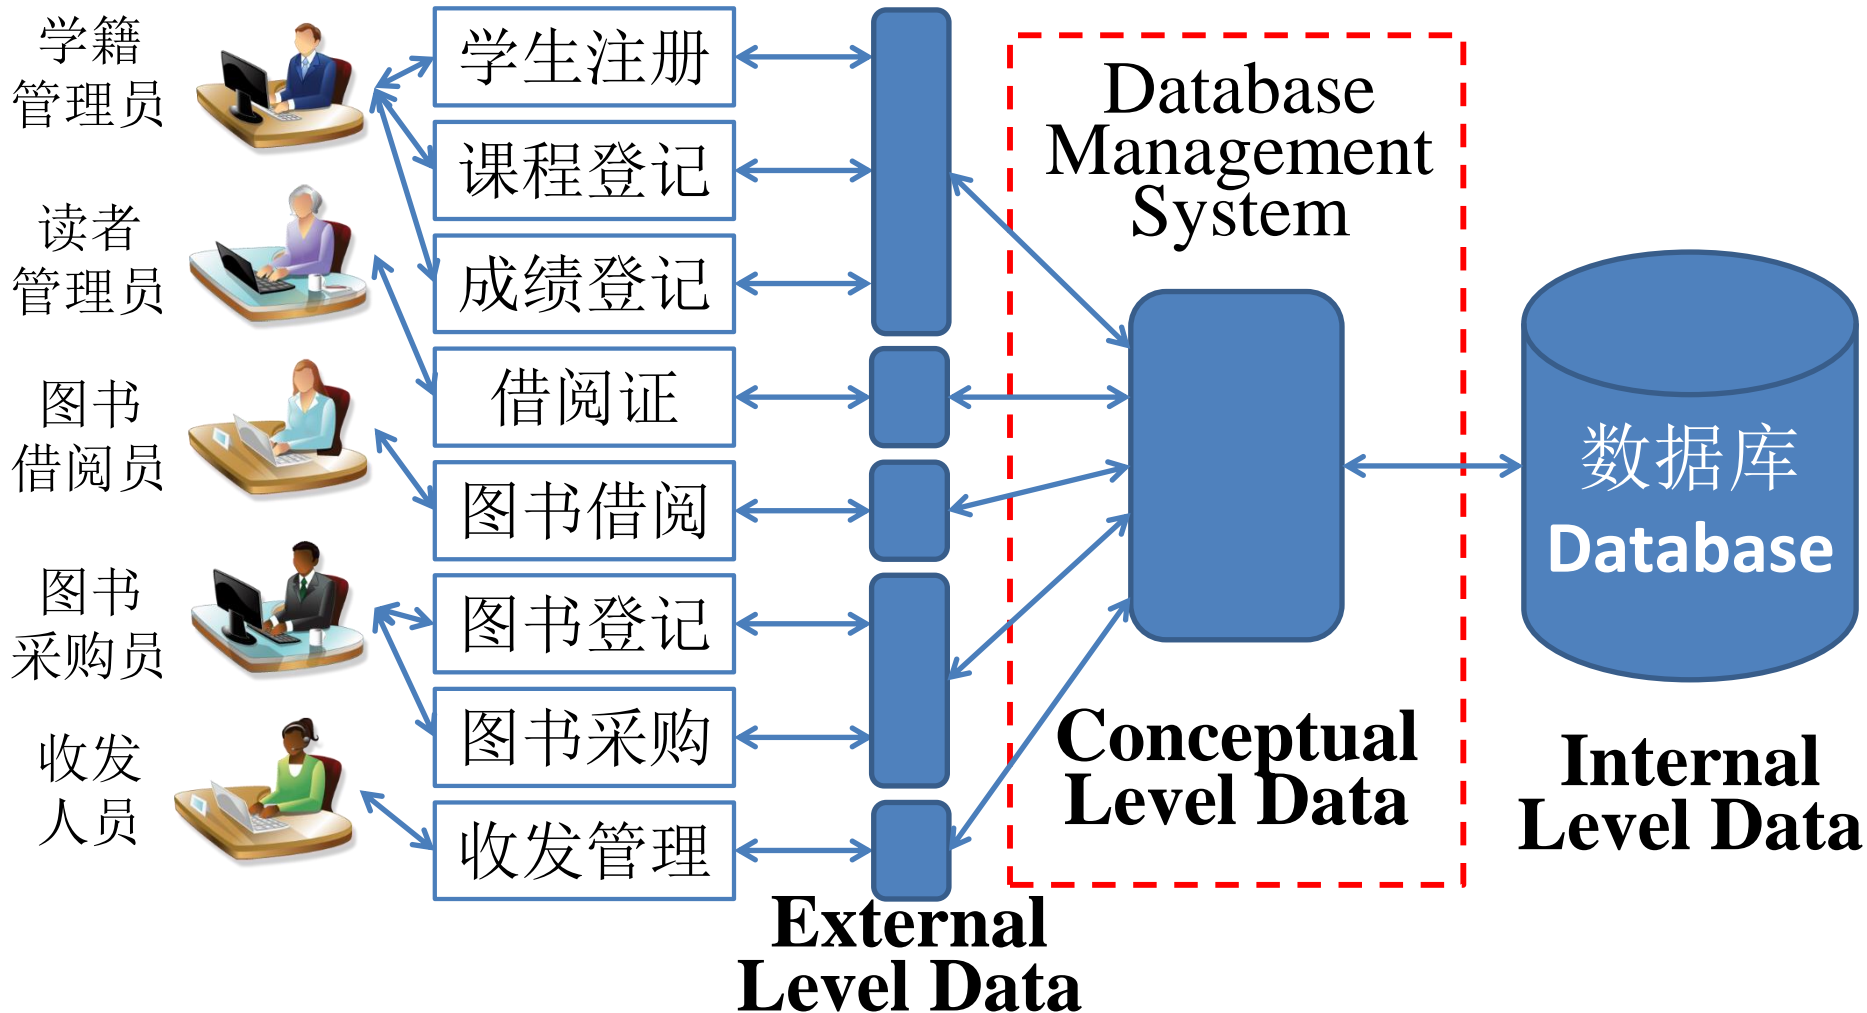 学籍
管理员
读者
管理员
图书
借阅员
图书
采购员
收发
人员
学生注册
课程登记
成绩登记
借阅证
图书借阅
图书登记
图书采购
收发管理
External
Level Data
Database
Management
System
Conceptual
Level Data
数据库
Database
Internal
Level Data